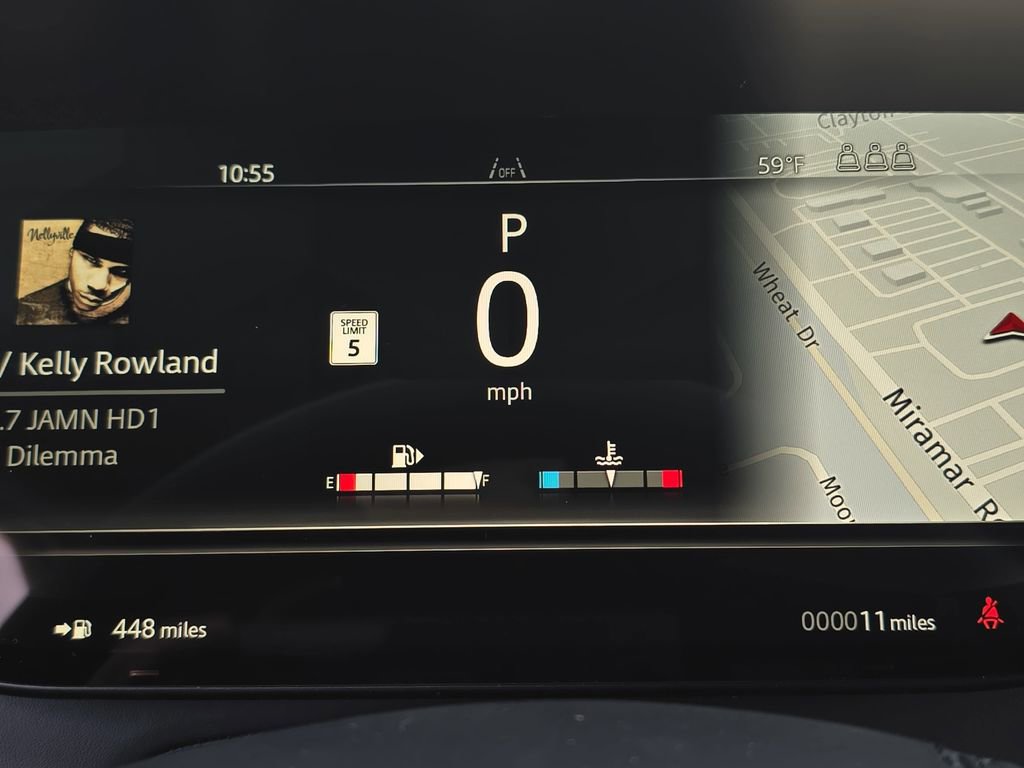 10:55
OFF
59°F
Clayton
Nellyville
P
0
mph
SPEED
LIMIT
5
/ Kelly Rowland
.7 JAMN HD1
Dilemma
E
F
Wheat Dr
Miramar R
Moo
448 miles
000011 miles